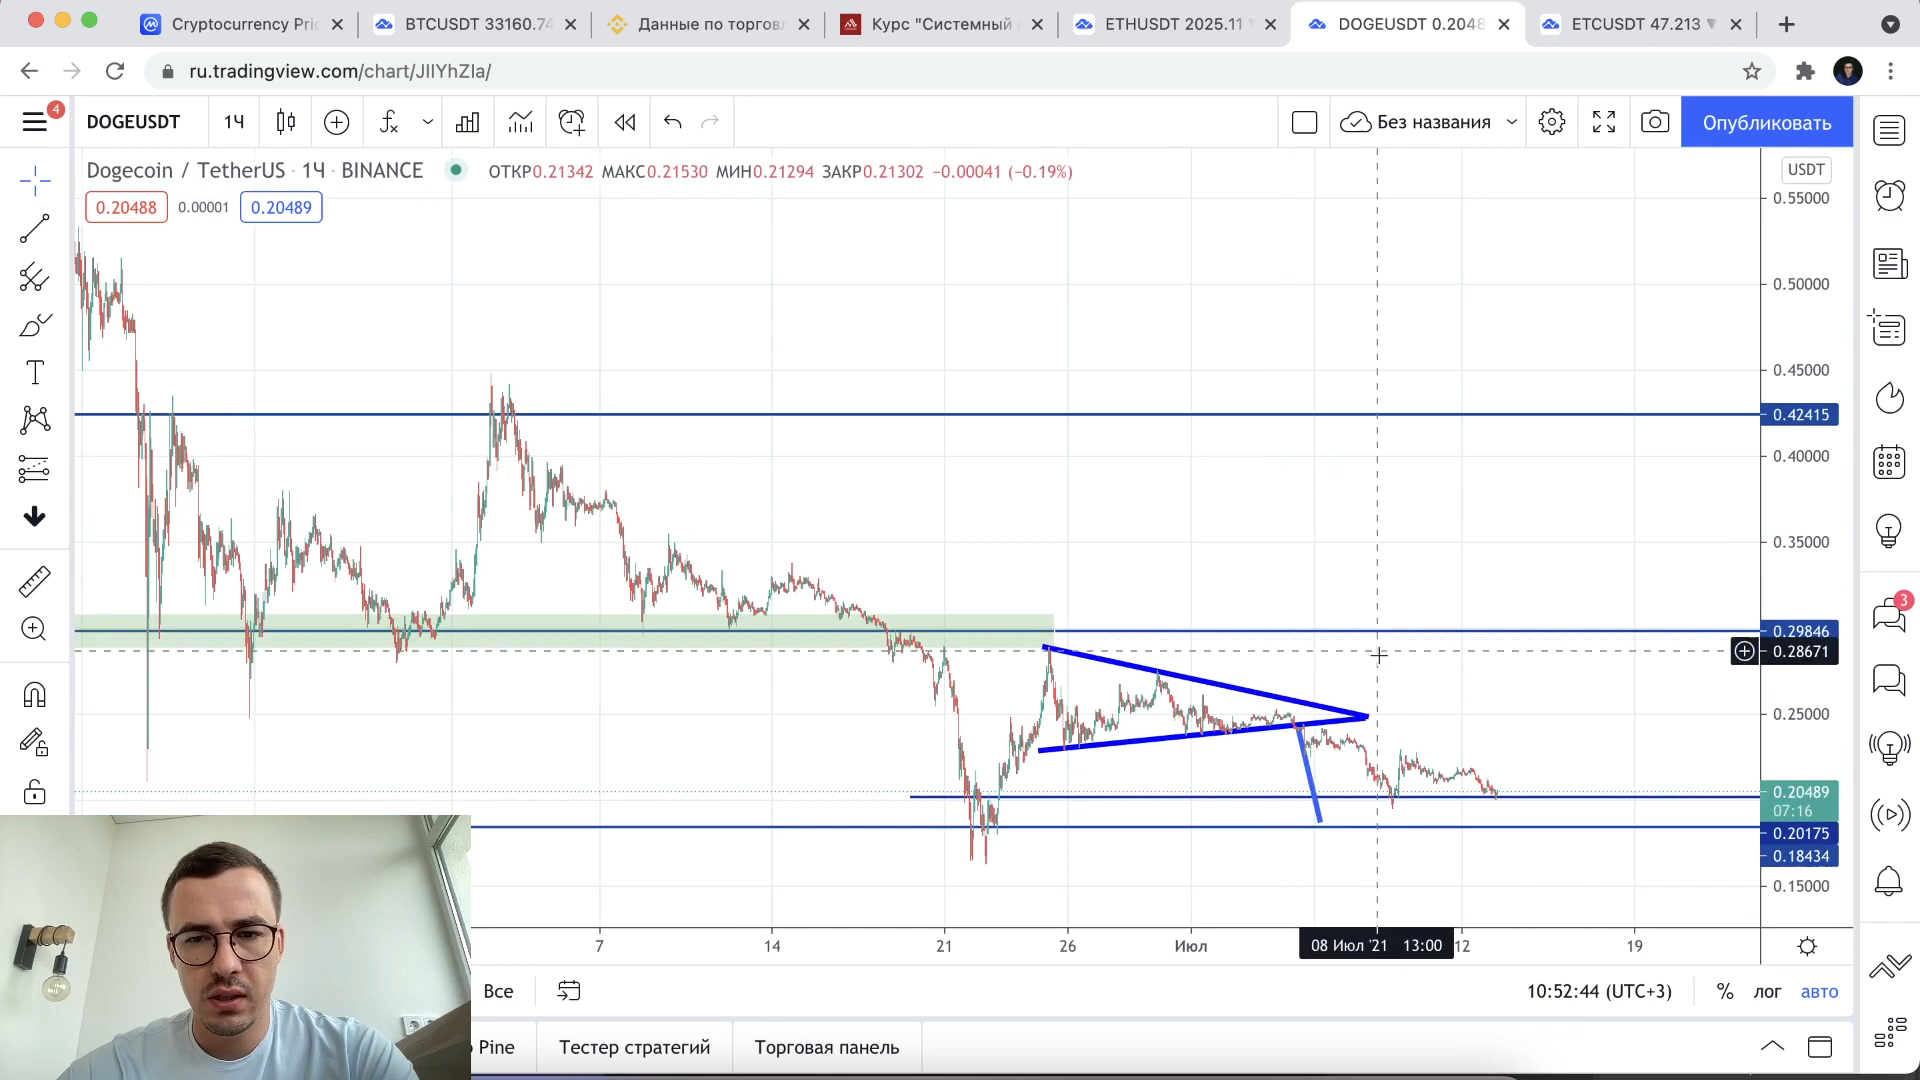 Cryptocurrency Pric
BTCUSDT 33160.74
Данные по торговл
Курс "Системный
ETHUSDT 2025.11
DOGEUSDT 0.2048
ETCUSDT 47.213 ▼
ru.tradingview.com/chart/JIlYhZla/
4
DOGEUSDT
1Ч
Без названия
Опубликовать
Dogecoin / TetherUS · 1Ч · BINANCE
ОТКР0.21342 МАКС0.21530 МИН0.21294 ЗАКР0.21302 −0.00041 (−0.19%)
USDT
0.20488
0.00001
0.20489
0.55000
0.50000
0.45000
0.42415
0.40000
0.35000
0.29846
0.28671
0.25000
0.20489
07:16
0.20175
0.18434
0.15000
3
7
14
21
26
Июл
08 Июл '21 13:00
12
19
Все
10:52:44 (UTC+3)
%
лог
авто
Pine
Тестер стратегий
Торговая панель